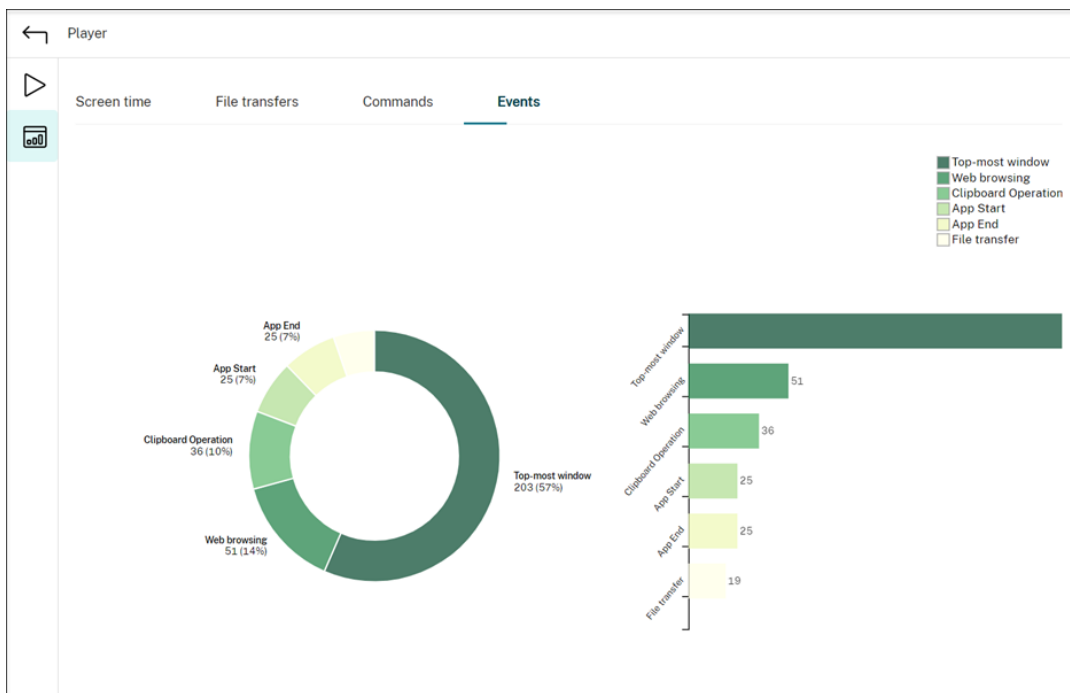 Player
Screen time
File transfers
Commands
Events
Top-most window
Web browsing
Clipboard Operation
App Start
App End
File transfer
App End
25 (7%)
App Start
25 (7%)
Clipboard Operation
36 (10%)
Web browsing
51 (14%)
Top-most window
203 (57%)
Top-most window
Web browsing
51
Clipboard Operation
36
App Start
25
App End
25
File transfer
19